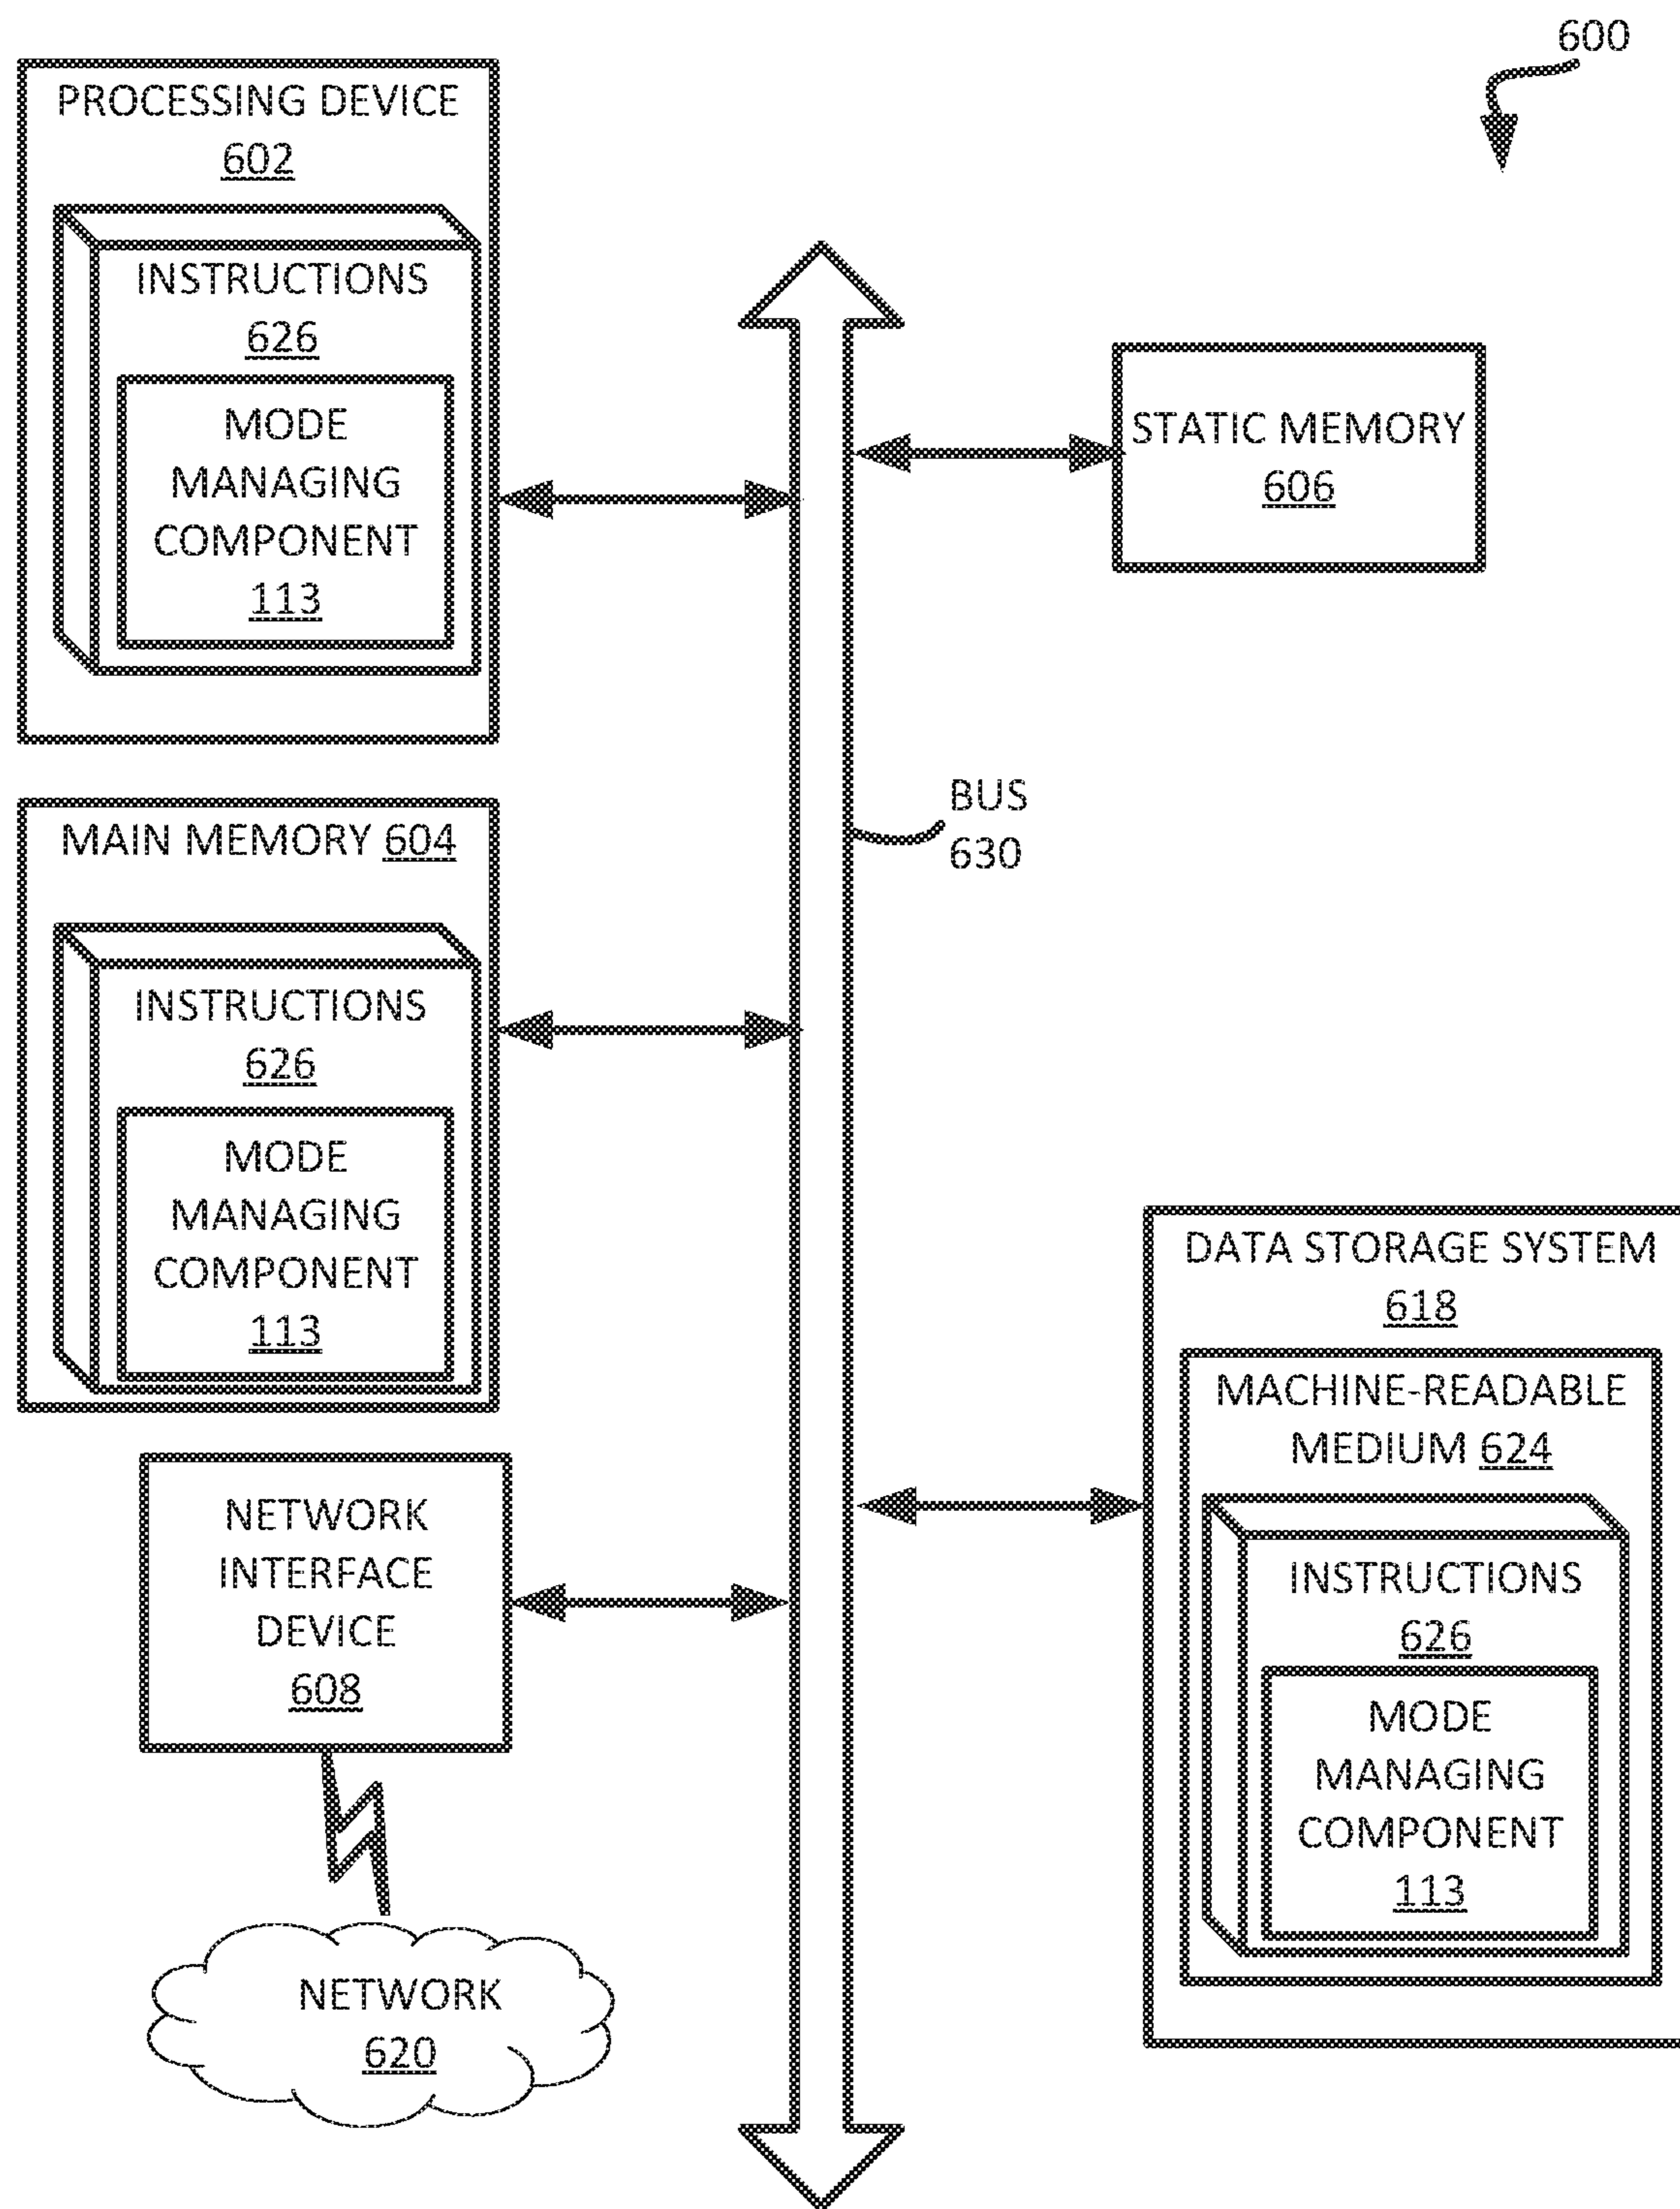 600
PROCESSING DEVICE
602
INSTRUCTIONS
626
MODE
MANAGING
COMPONENT
113
STATIC MEMORY
606
BUS
630
MAIN MEMORY 604
INSTRUCTIONS
626
MODE
MANAGING
COMPONENT
113
DATA STORAGE SYSTEM
618
MACHINE-READABLE
MEDIUM 624
INSTRUCTIONS
626
MODE
MANAGING
COMPONENT
113
NETWORK
INTERFACE
DEVICE
608
NETWORK
620